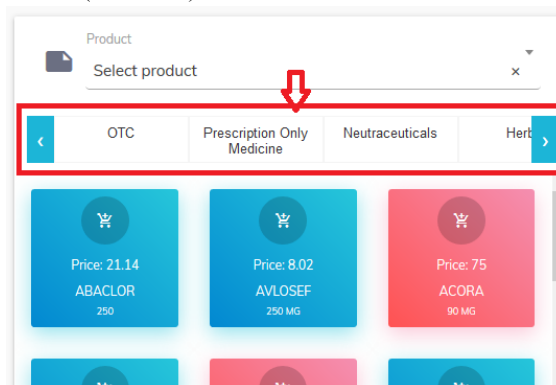 Product
Select product ×
OTC
Prescription Only
Medicine
Neutraceuticals
Herb
Price: 21.14
ABACLOR
250
Price: 8.02
AVLOSEF
250 MG
Price: 75
ACORA
90 MG